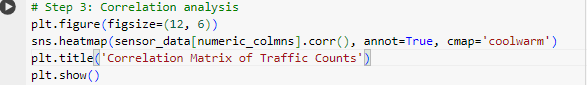 # Step 3: Correlation analysis
plt.figure(figsize=(12, 6))
sns.heatmap(sensor_data[numeric_colmns].corr(), annot=True, cmap='coolwarm')
plt.title('Correlation Matrix of Traffic Counts')
plt.show()